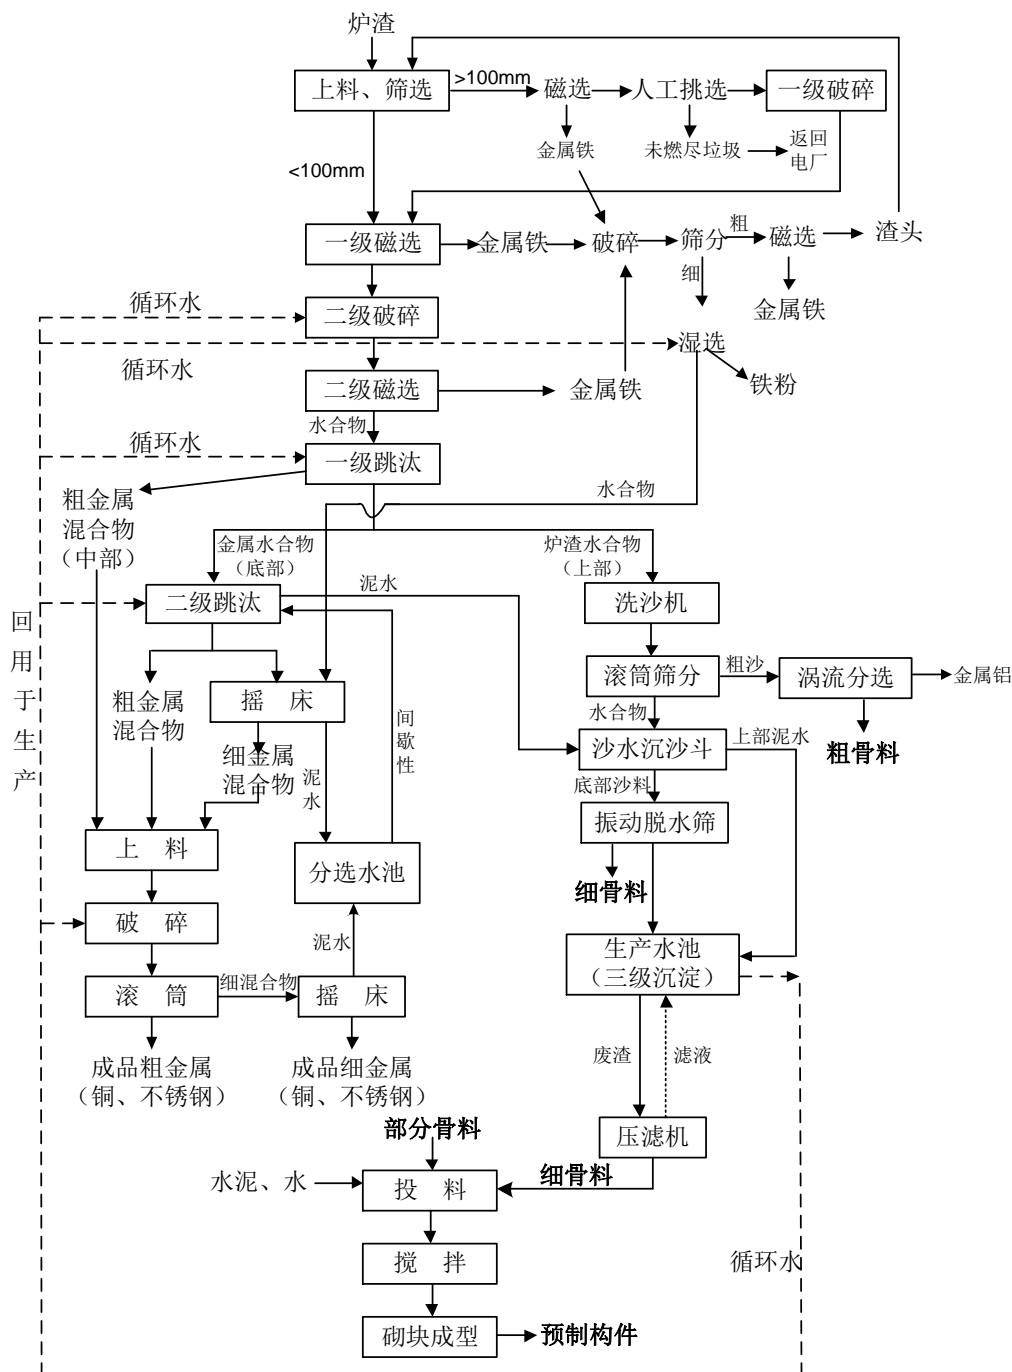 炉渣
上料、筛选
>100mm
磁选
人工挑选
一级破碎
金属铁
未燃尽垃圾
返回
电厂
<100mm
一级磁选
金属铁
破碎
筛分
粗
磁选
渣头
细
金属铁
循环水
二级破碎
湿选
循环水
二级磁选
金属铁
铁粉
水合物
循环水
一级跳汰
粗金属
混合物
（中部）
水合物
金属水合物
（底部）
炉渣水合物
（上部）
泥水
二级跳汰
洗沙机
回用于生产
滚筒筛分
粗沙
涡流分选
金属铝
粗金属
混合物
摇 床
间歇性
水合物
细金属
混合物
泥水
沙水沉沙斗
上部泥水
粗骨料
底部沙料
振动脱水筛
上 料
分选水池
细骨料
破 碎
泥水
生产水池
（三级沉淀）
滚 筒
细混合物
摇 床
成品粗金属
（铜、不锈钢）
成品细金属
（铜、不锈钢）
废渣
滤液
部分骨料
压滤机
水泥、水
投 料
细骨料
搅 拌
循环水
砌块成型
预制构件